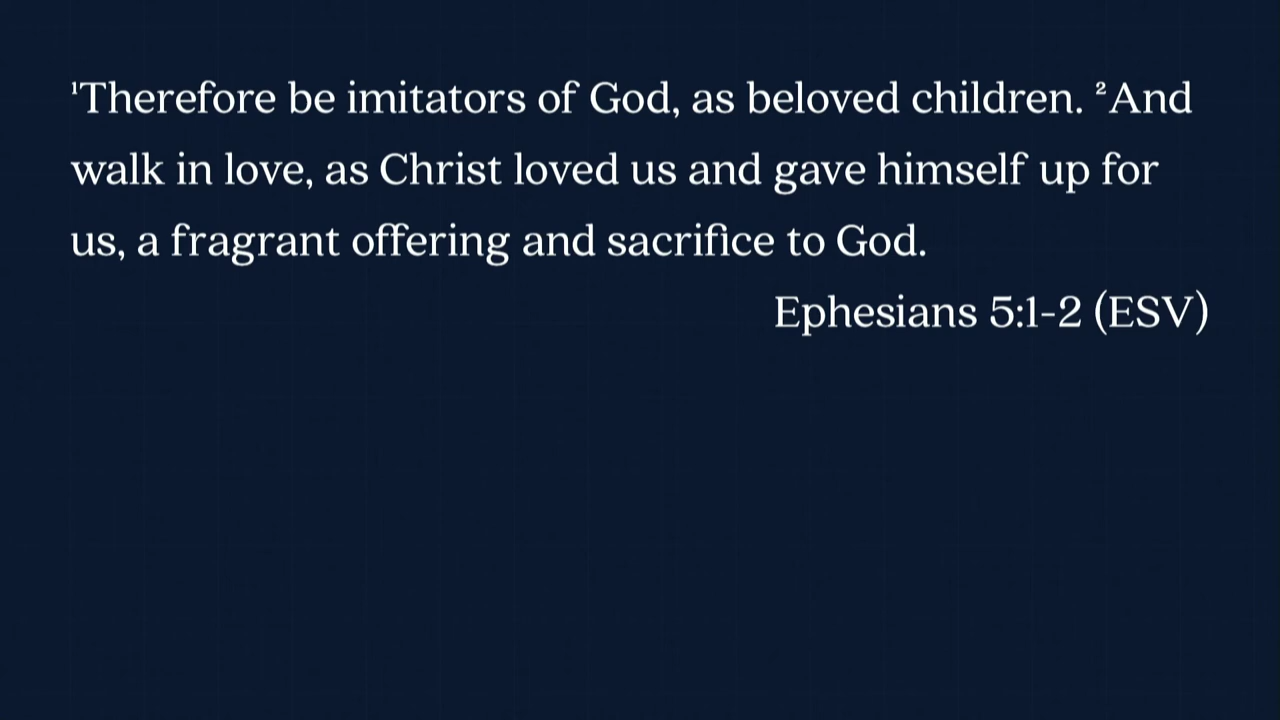 ¹Therefore be imitators of God, as beloved children. ²And
walk in love, as Christ loved us and gave himself up for
us, a fragrant offering and sacrifice to God.
Ephesians 5:1-2 (ESV)